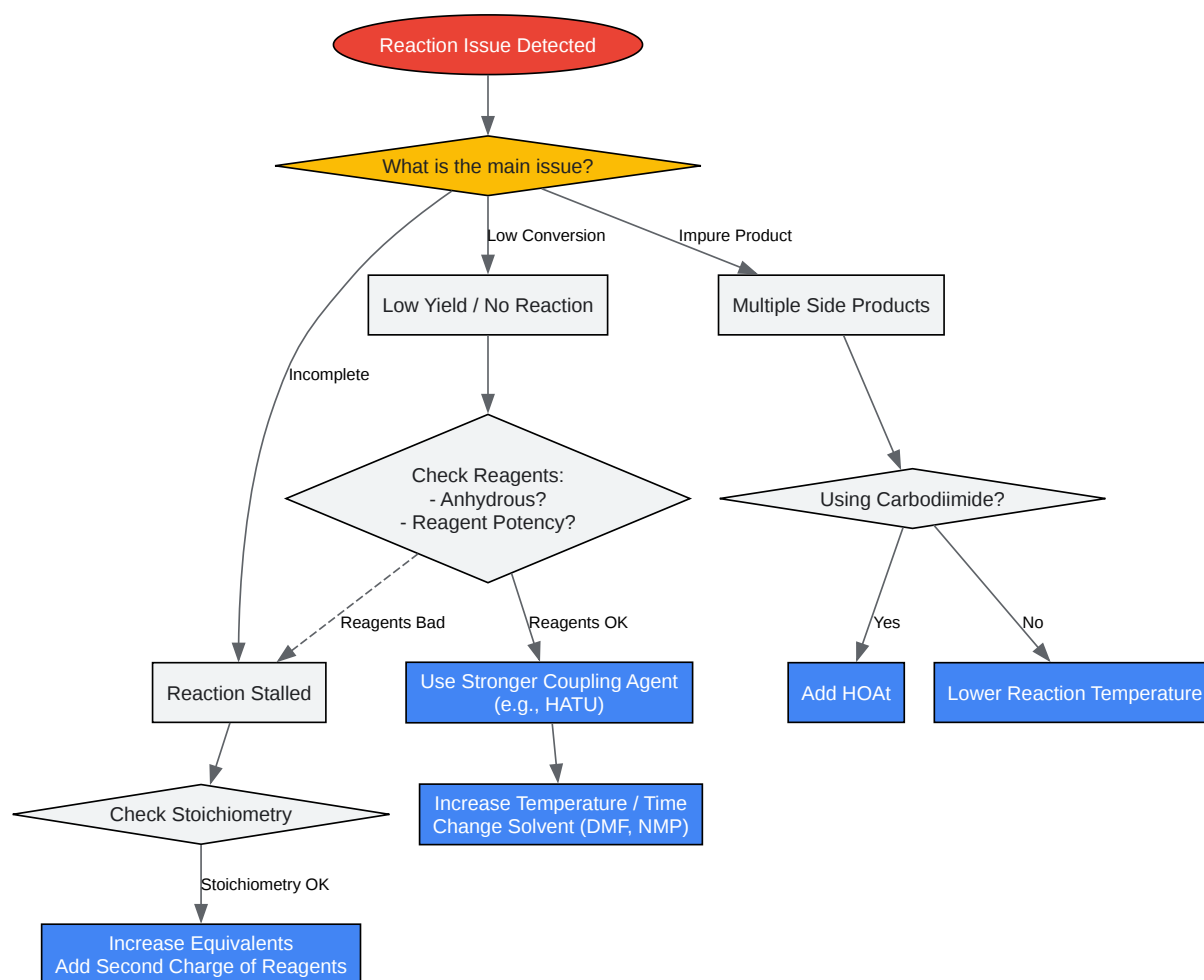 Reaction Issue Detected
What is the main issue?
Low Conversion
Impure Product
Low Yield / No Reaction
Multiple Side Products
Incomplete
Check Reagents:
- Anhydrous?
- Reagent Potency?
Using Carbodiimide?
Reagents Bad
Reagents OK
Yes
No
Reaction Stalled
Use Stronger Coupling Agent
(e.g., HATU)
Add HOAt
Lower Reaction Temperature
Check Stoichiometry
Increase Temperature / Time
Change Solvent (DMF, NMP)
Stoichiometry OK
Increase Equivalents
Add Second Charge of Reagents